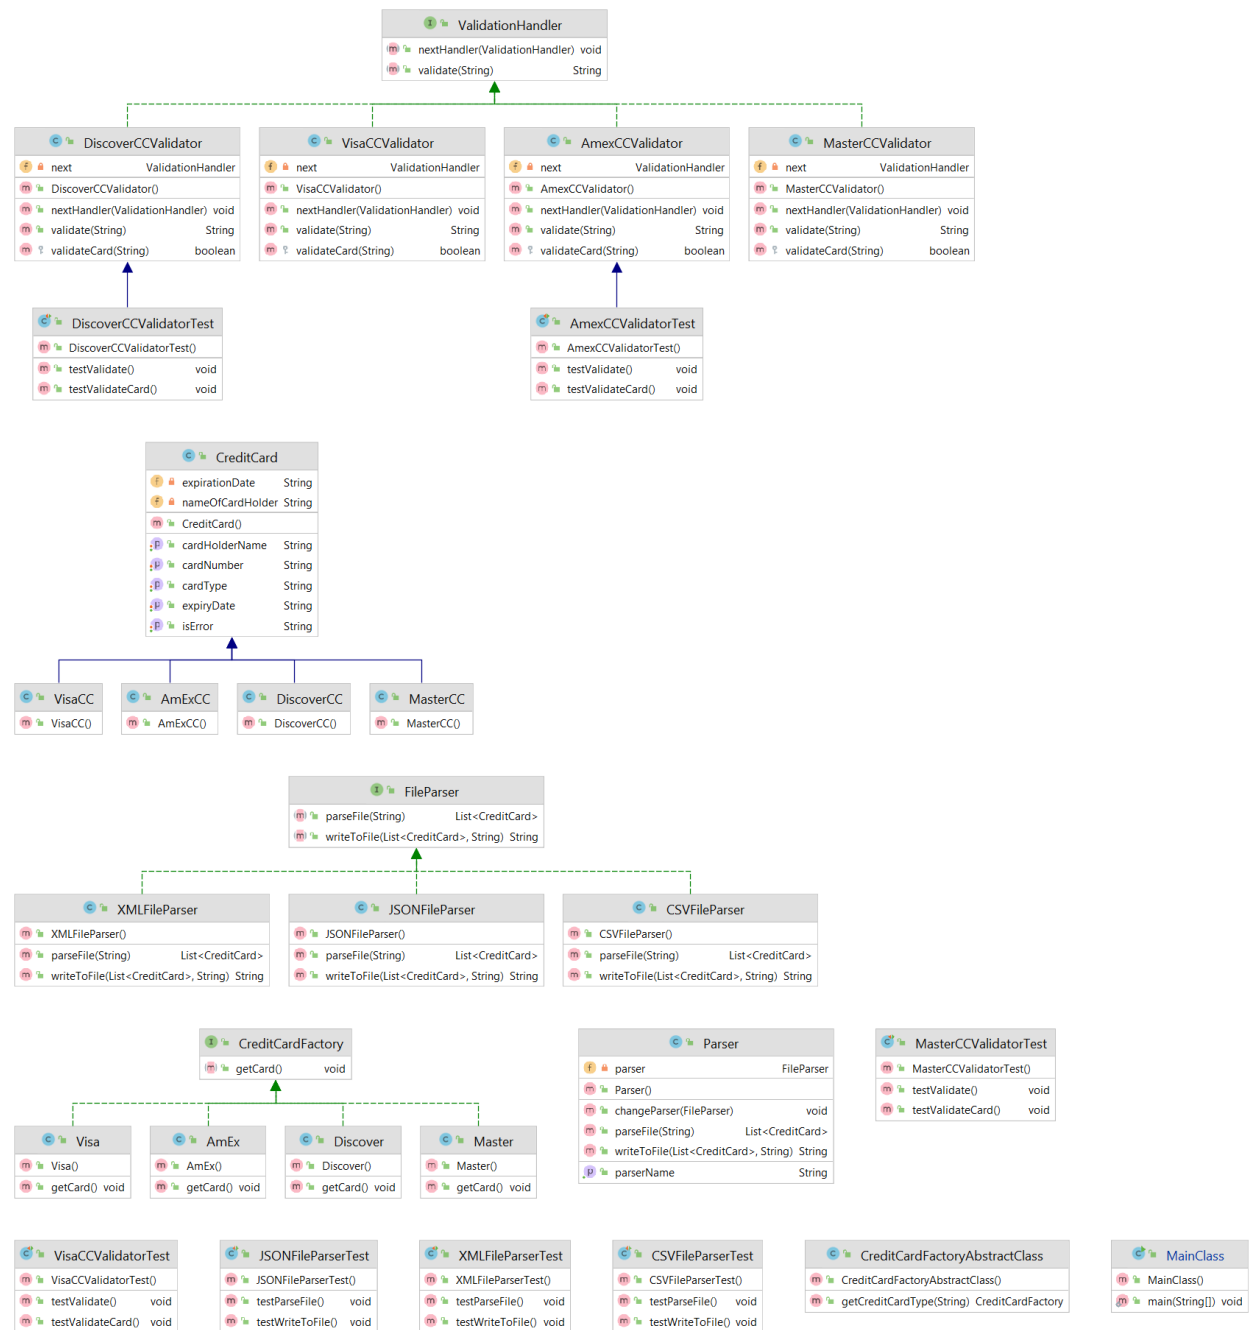 ValidationHandler
nextHandler(ValidationHandler) void
validate(String) String
DiscoverCCValidator
next ValidationHandler
DiscoverCCValidator()
nextHandler(ValidationHandler) void
validate(String) String
validateCard(String) boolean
VisaCCValidator
next ValidationHandler
VisaCCValidator()
nextHandler(ValidationHandler) void
validate(String) String
validateCard(String) boolean
AmexCCValidator
next ValidationHandler
AmexCCValidator()
nextHandler(ValidationHandler) void
validate(String) String
validateCard(String) boolean
MasterCCValidator
next ValidationHandler
MasterCCValidator()
nextHandler(ValidationHandler) void
validate(String) String
validateCard(String) boolean
DiscoverCCValidatorTest
DiscoverCCValidatorTest()
testValidate() void
testValidateCard() void
AmexCCValidatorTest
AmexCCValidatorTest()
testValidate() void
testValidateCard() void
CreditCard
expirationDate String
nameOfCardHolder String
CreditCard()
cardHolderName String
cardNumber String
cardType String
expiryDate String
isError String
VisaCC
VisaCC()
AmExCC
AmExCC()
DiscoverCC
DiscoverCC()
MasterCC
MasterCC()
FileParser
parseFile(String) List<CreditCard>
writeToFile(List<CreditCard>, String) String
XMLFileParser
XMLFileParser()
parseFile(String) List<CreditCard>
writeToFile(List<CreditCard>, String) String
JSONFileParser
JSONFileParser()
parseFile(String) List<CreditCard>
writeToFile(List<CreditCard>, String) String
CSVFileParser
CSVFileParser()
parseFile(String) List<CreditCard>
writeToFile(List<CreditCard>, String) String
CreditCardFactory
getCard() void
Visa
Visa()
getCard() void
AmEx
AmEx()
getCard() void
Discover
Discover()
getCard() void
Master
Master()
getCard() void
Parser
parser FileParser
Parser()
changeParser(FileParser) void
parseFile(String) List<CreditCard>
writeToFile(List<CreditCard>, String) String
parserName String
MasterCCValidatorTest
MasterCCValidatorTest()
testValidate() void
testValidateCard() void
VisaCCValidatorTest
VisaCCValidatorTest()
testValidate() void
testValidateCard() void
JSONFileParserTest
JSONFileParserTest()
testParseFile() void
testWriteToFile() void
XMLFileParserTest
XMLFileParserTest()
testParseFile() void
testWriteToFile() void
CSVFileParserTest
CSVFileParserTest()
testParseFile() void
testWriteToFile() void
CreditCardFactoryAbstractClass
CreditCardFactoryAbstractClass()
getCreditCardType(String) CreditCardFactory
MainClass
MainClass()
main(String[]) void